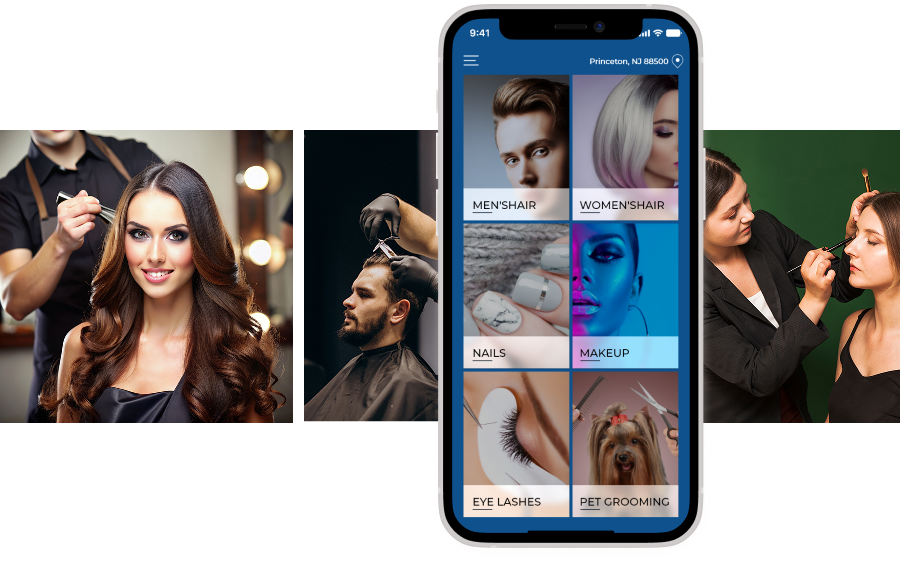 9:41
Princeton, NJ 88500
MEN'SHAIR
WOMEN'SHAIR
NAILS
MAKEUP
EYE LASHES
PET GROOMING